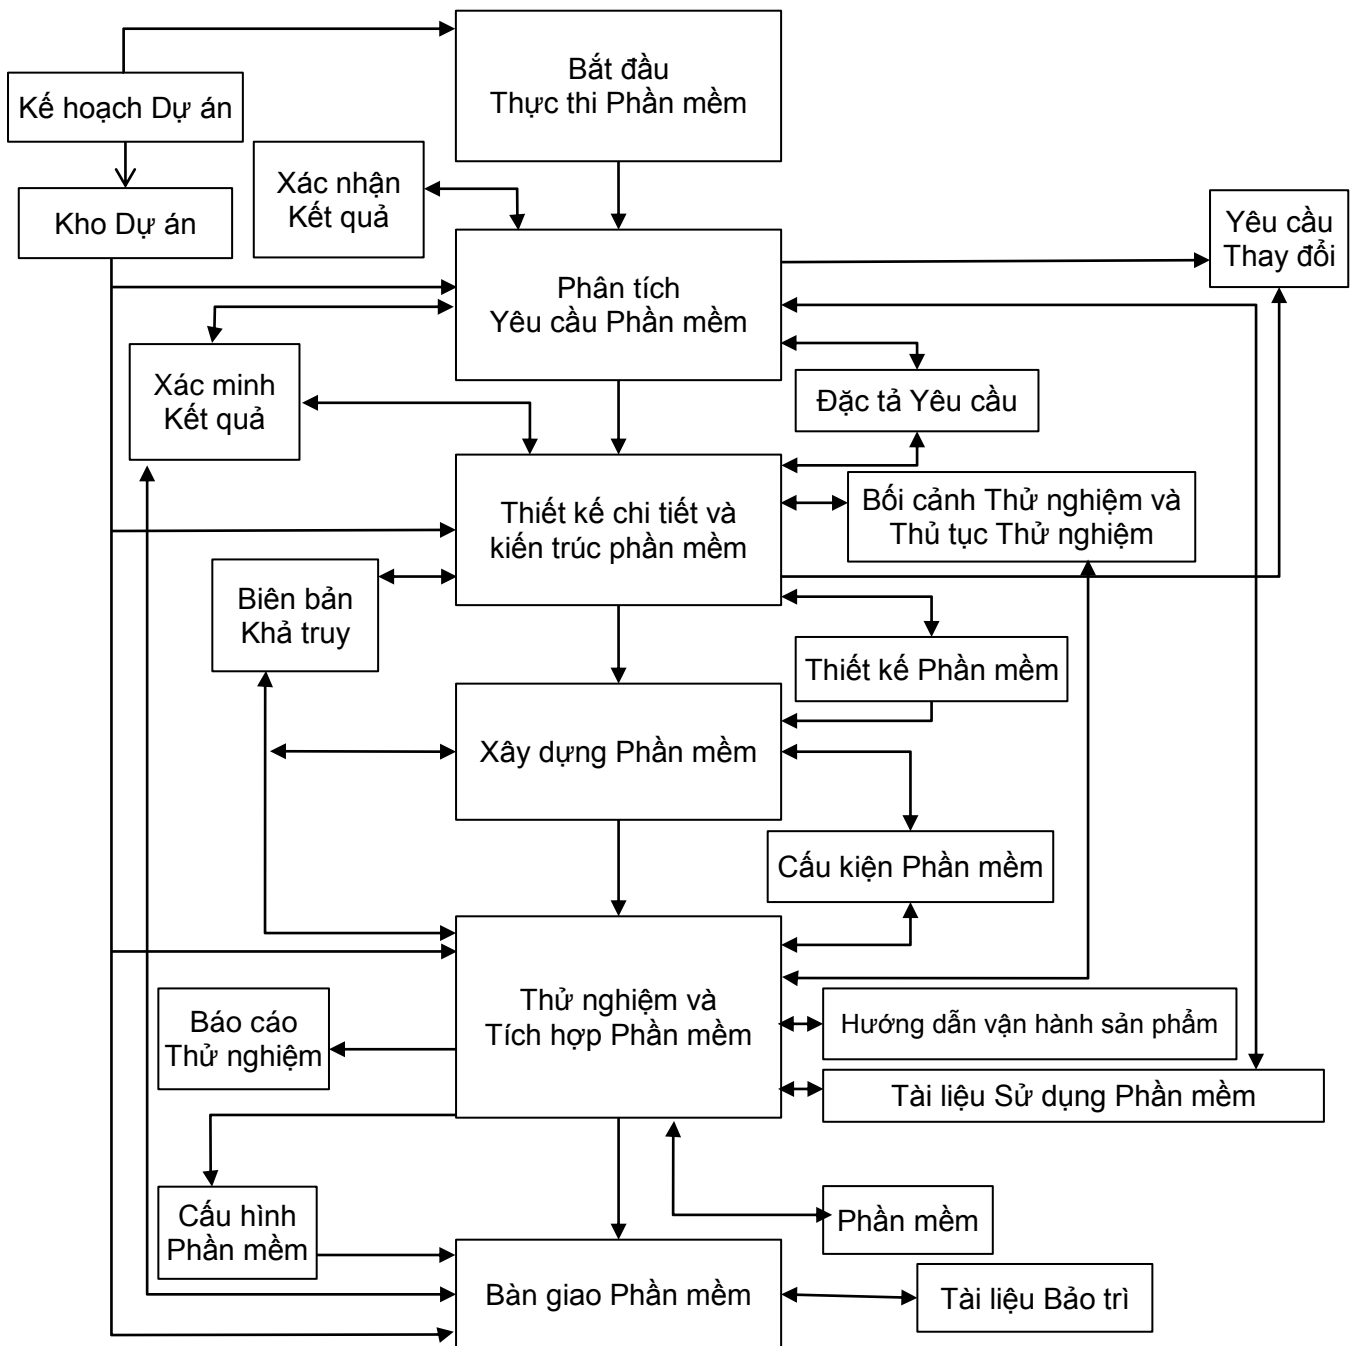 Bắt đầu
Thực thi Phần mềm
Kế hoạch Dự án
Xác nhận
Kết quả
Kho Dự án
Yêu cầu
Thay đổi
Phân tích
Yêu cầu Phần mềm
Xác minh
Kết quả
Đặc tả Yêu cầu
Thiết kế chi tiết và
kiến trúc phần mềm
Bối cảnh Thử nghiệm và
Thủ tục Thử nghiệm
Biên bản
Khả truy
Thiết kế Phần mềm
Xây dựng Phần mềm
Cấu kiện Phần mềm
Thử nghiệm và
Tích hợp Phần mềm
Báo cáo
Thử nghiệm
Hướng dẫn vận hành sản phẩm
Tài liệu Sử dụng Phần mềm
Cấu hình
Phần mềm
Phần mềm
Bàn giao Phần mềm
Tài liệu Bảo trì